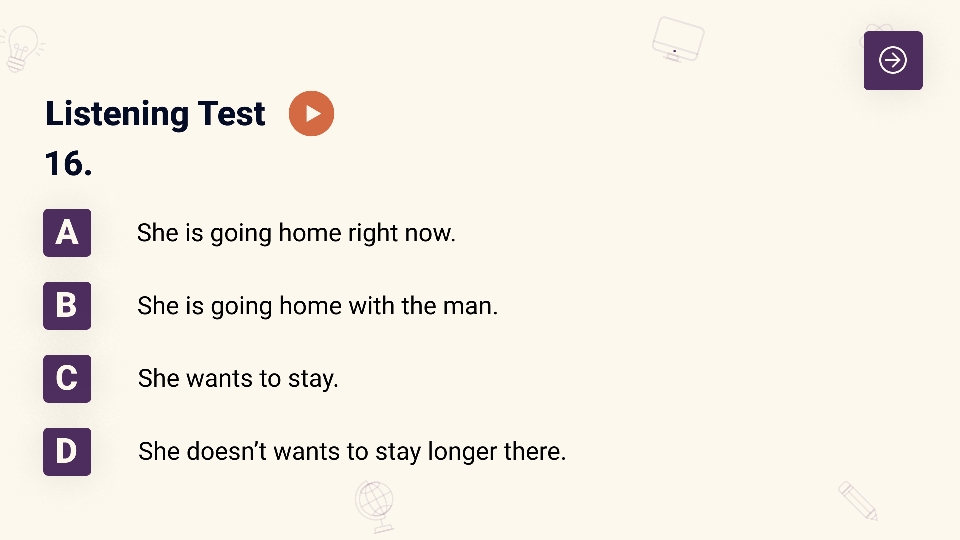 Listening Test
16.
A She is going home right now.
B She is going home with the man.
C She wants to stay.
D She doesn’t wants to stay longer there.